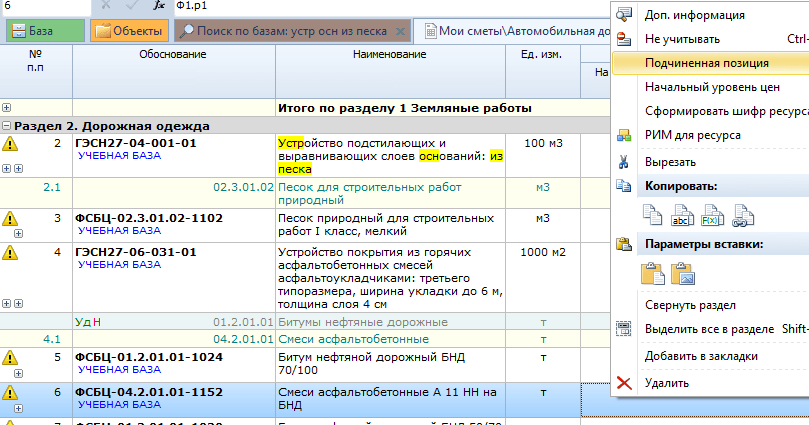 6 Ф1,р1
База Объекты Поиск по базам: устр осн из песка Мои сметы\Автомобильная до
№ п.п Обоснование Наименование Ед. изм. На
Итого по разделу 1 Земляные работы
Раздел 2. Дорожная одежда
2 ГЭСН27-04-001-01 Устройство подстилающих и 100 м3
УЧЕБНАЯ БАЗА выравнивающих слоев оснований: из
песка
2.1 02.3.01.02 Песок для строительных работ м3
природный
3 ФСБЦ-02.3.01.02-1102 Песок природный для строительных м3
УЧЕБНАЯ БАЗА работ I класс, мелкий
4 ГЭСН27-06-031-01 Устройство покрытия из горячих 1000 м2
УЧЕБНАЯ БАЗА асфальтобетонных смесей
асфальтоукладчиками: третьего
типоразмера, ширина укладки до 6 м,
толщина слоя 4 см
Уд Н 01.2.01.01 Битумы нефтяные дорожные т
4.1 04.2.01.01 Смеси асфальтобетонные т
5 ФСБЦ-01.2.01.01-1024 Битум нефтяной дорожный БНД т
УЧЕБНАЯ БАЗА 70/100
6 ФСБЦ-04.2.01.01-1152 Смеси асфальтобетонные А 11 НН на т
УЧЕБНАЯ БАЗА БНД
Доп. информация
Не учитывать Ctrl-
Подчиненная позиция
Начальный уровень цен
Сформировать шифр ресурса
РИМ для ресурса
Вырезать
Копировать:
abc F(x)
Параметры вставки:
Свернуть раздел
Выделить все в разделе Shift-
Добавить в закладки
Удалить